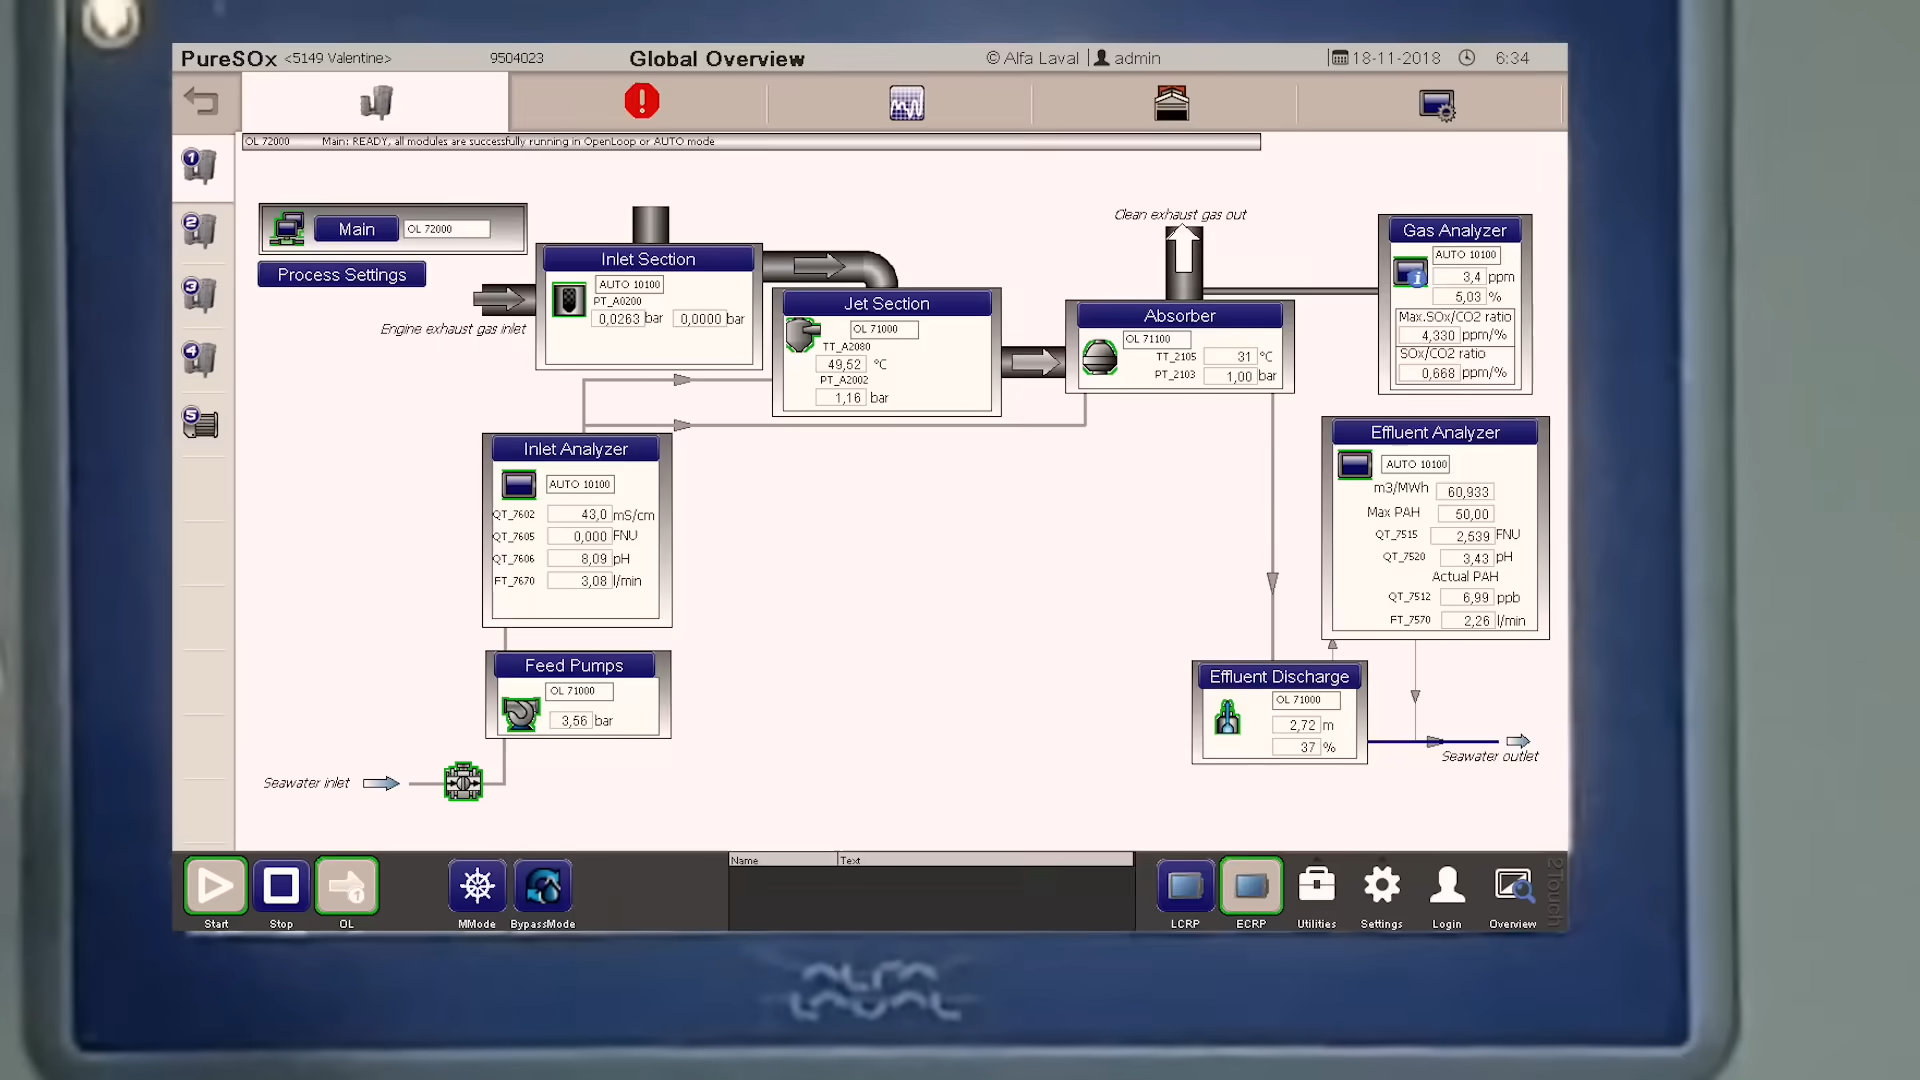 PureSOx <5149 Valentine> 9504023 Global Overview © Alfa Laval admin 18-11-2018 6:34
OL 72000 Main: READY, all modules are successfully running in OpenLoop or AUTO mode
1
2
3
4
5
Main OL 72000
Process Settings
Engine exhaust gas inlet
Inlet Section
AUTO 10100
PT_A0200
0,0263 bar 0,0000 bar
Jet Section
OL 71000
TT_A2080
49,52 °C
PT_A2002
1,16 bar
Clean exhaust gas out
Absorber
OL 71100
TT_2105 31 °C
PT_2103 1,00 bar
Gas Analyzer
AUTO 10100
3,4 ppm
5,03 %
Max.SOx/CO2 ratio
4,330 ppm/%
SOx/CO2 ratio
0,668 ppm/%
Inlet Analyzer
AUTO 10100
QT_7602 43,0 mS/cm
QT_7605 0,000 FNU
QT_7606 8,09 pH
FT_7670 3,08 l/min
Effluent Analyzer
AUTO 10100
m3/MWh 60,933
Max PAH 50,00
QT_7515 2,539 FNU
QT_7520 3,43 pH
Actual PAH
QT_7512 6,99 ppb
FT_7570 2,26 l/min
Feed Pumps
OL 71000
3,56 bar
Effluent Discharge
OL 71000
2,72 m
37 %
Seawater inlet
Seawater outlet
Name Text
Start Stop OL MMode BypassMode LCRP ECRP Utilities Settings Login Overview
2Touch
ALFA
LAVAL